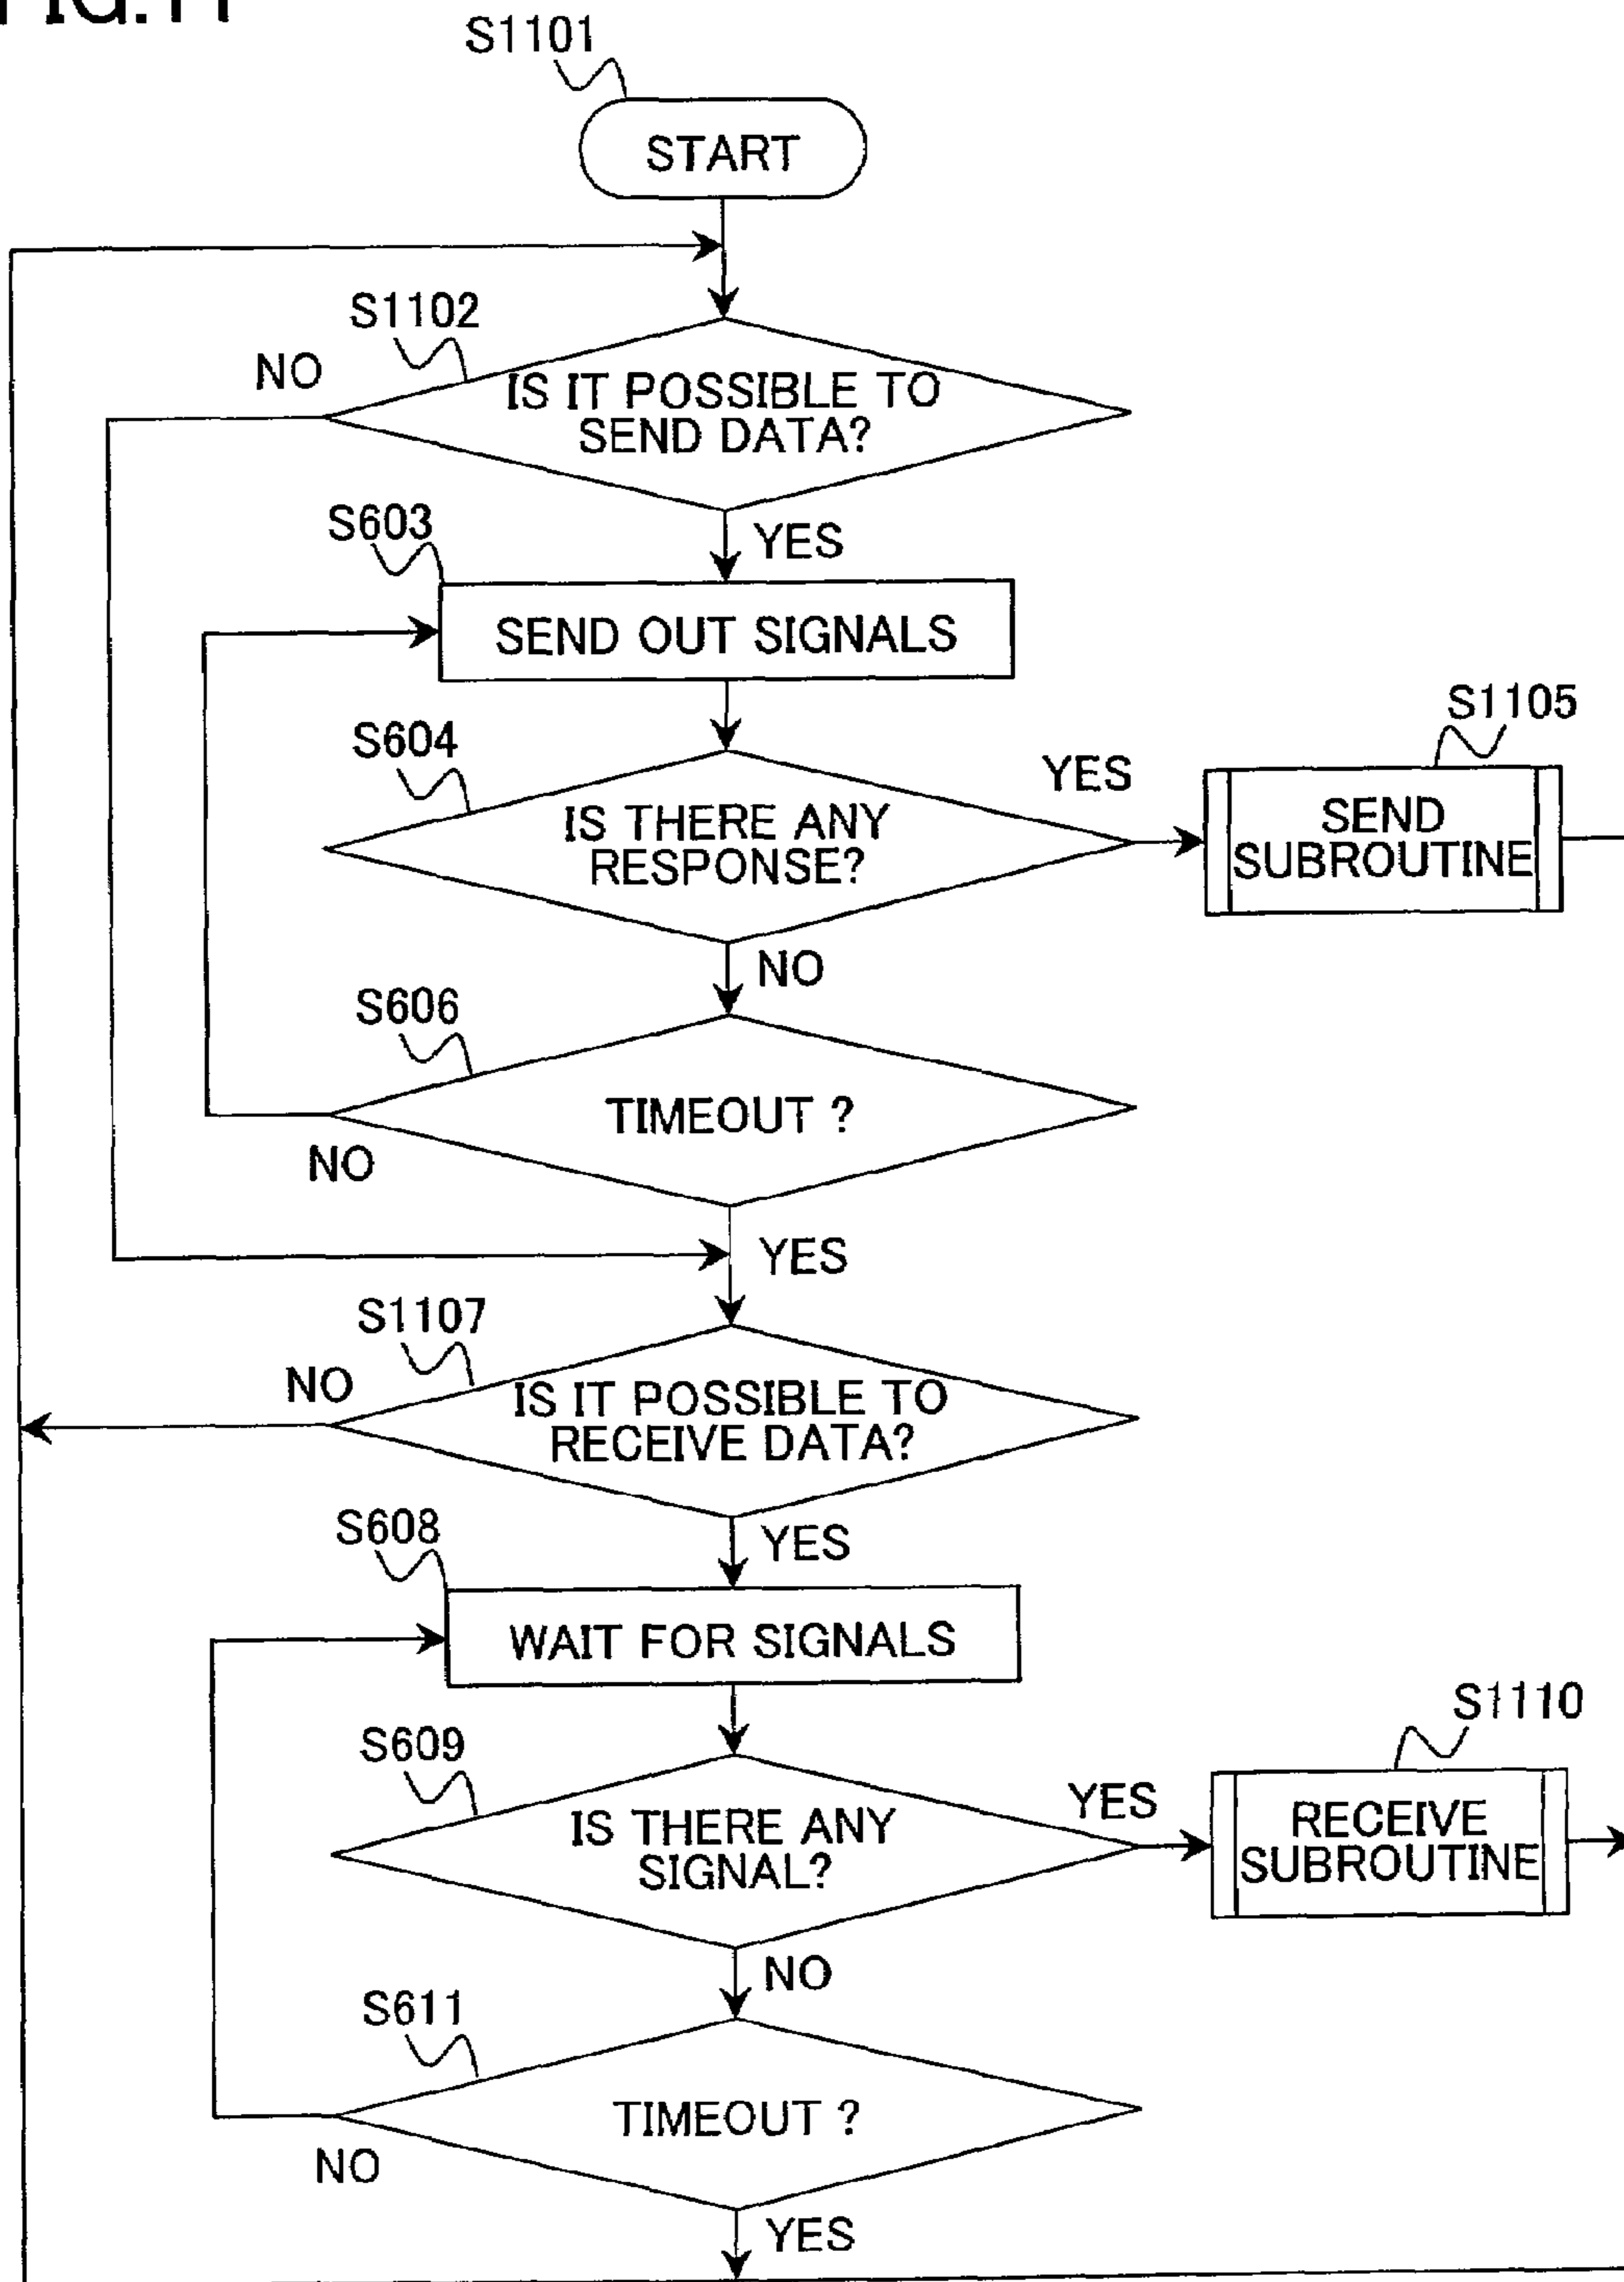 FIG.11
S1101
START
S1102
NO
IS IT POSSIBLE TO
SEND DATA?
YES
S603
SEND OUT SIGNALS
S604
IS THERE ANY
RESPONSE?
YES
S1105
SEND
SUBROUTINE
NO
S606
TIMEOUT ?
NO
YES
S1107
NO
IS IT POSSIBLE TO
RECEIVE DATA?
YES
S608
WAIT FOR SIGNALS
S609
IS THERE ANY
SIGNAL?
YES
S1110
RECEIVE
SUBROUTINE
NO
S611
TIMEOUT ?
NO
YES